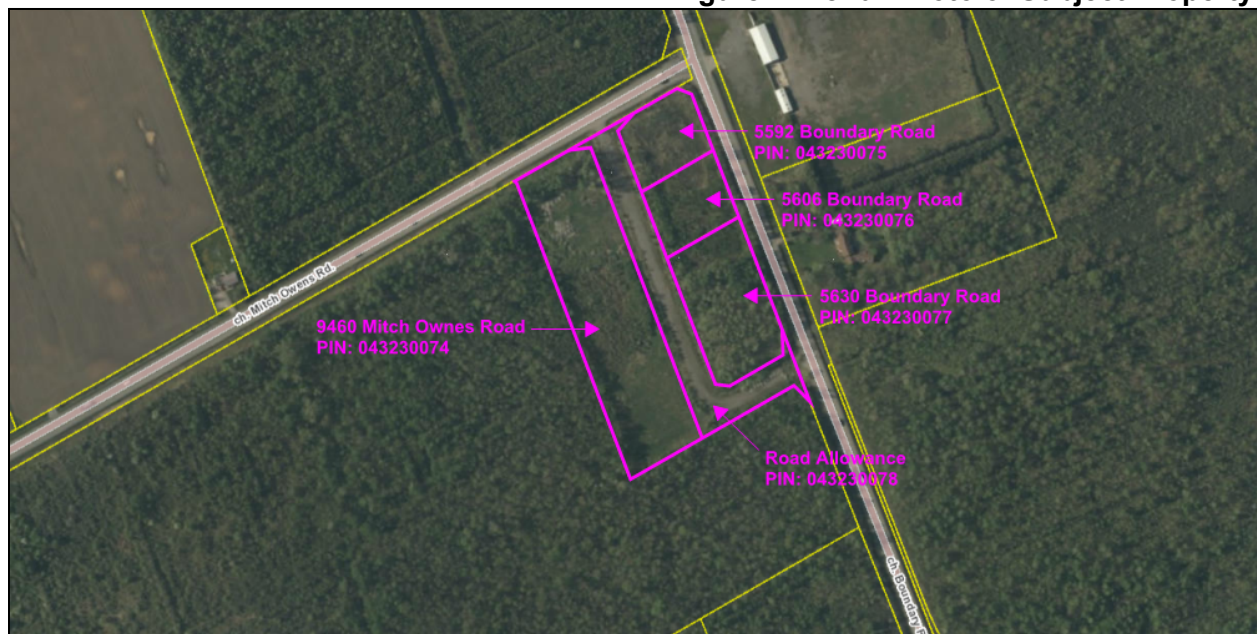 5592 Boundary Road
PIN: 043230075
5606 Boundary Road
PIN: 043230076
5630 Boundary Road
PIN: 043230077
9460 Mitch Ownes Road
PIN: 043230074
Road Allowance
PIN: 043230078
ch. Mitch Owens Rd.
ch. Boundary